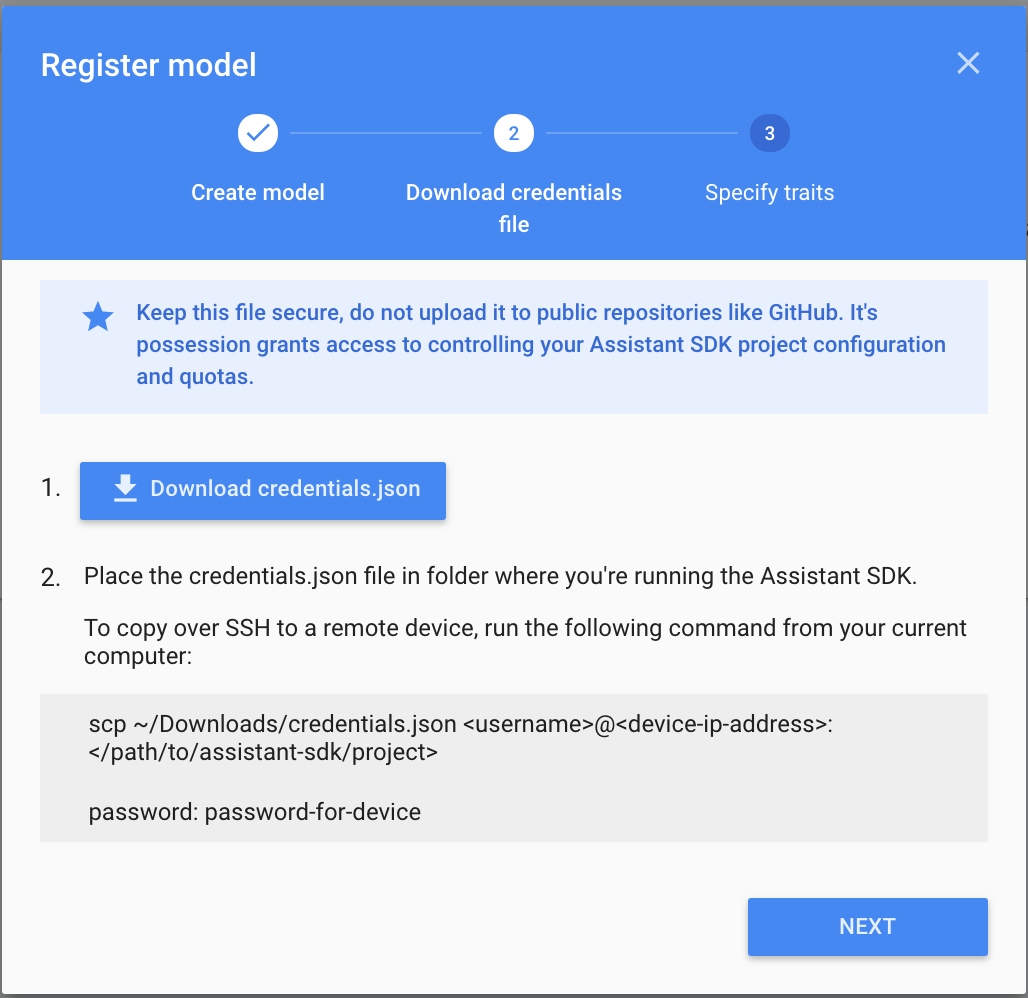 Register model
2
3
Create model
Download credentials
file
Specify traits
Keep this file secure, do not upload it to public repositories like GitHub. It's
possession grants access to controlling your Assistant SDK project configuration
and quotas.
1.
Download credentials.json
2. Place the credentials.json file in folder where you're running the Assistant SDK.
To copy over SSH to a remote device, run the following command from your current
computer:
scp ~/Downloads/credentials.json <username>@<device-ip-address>:
</path/to/assistant-sdk/project>
password: password-for-device
NEXT